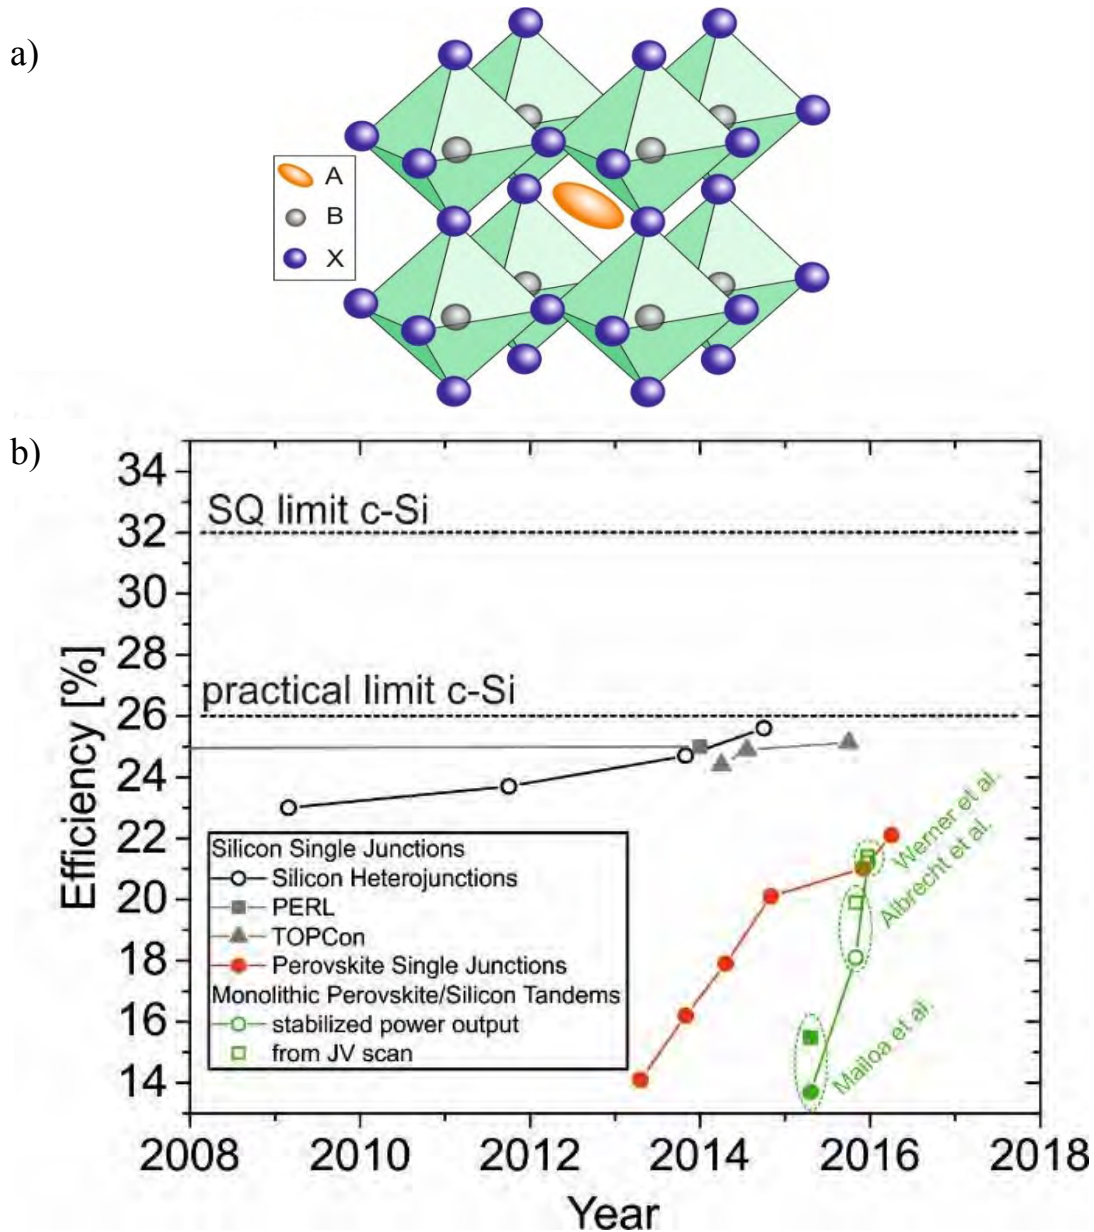 a)
A
B
X
b)
34
32
30
28
26
24
22
20
18
16
14
Efficiency [%]
SQ limit c-Si
practical limit c-Si
Silicon Single Junctions
Silicon Heterojunctions
PERL
TOPCon
Perovskite Single Junctions
Monolithic Perovskite/Silicon Tandems
stabilized power output
from JV scan
Werner et al.
Albrecht et al.
Mailoa et al.
2008 2010 2012 2014 2016 2018
Year